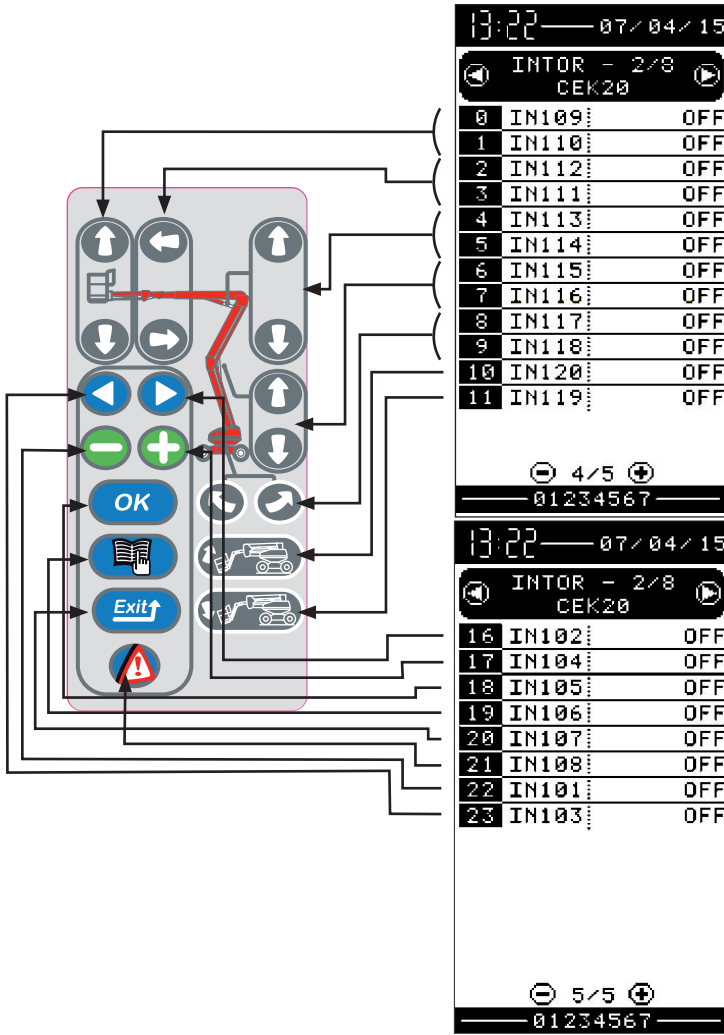 13:22 07/04/15
INTOR - 2/8
CEK20
0 IN109 OFF
1 IN110 OFF
2 IN112 OFF
3 IN111 OFF
4 IN113 OFF
5 IN114 OFF
6 IN115 OFF
7 IN116 OFF
8 IN117 OFF
9 IN118 OFF
10 IN120 OFF
11 IN119 OFF
4/5
01234567
OK
Exit
13:22 07/04/15
INTOR - 2/8
CEK20
16 IN102 OFF
17 IN104 OFF
18 IN105 OFF
19 IN106 OFF
20 IN107 OFF
21 IN108 OFF
22 IN101 OFF
23 IN103 OFF
5/5
01234567